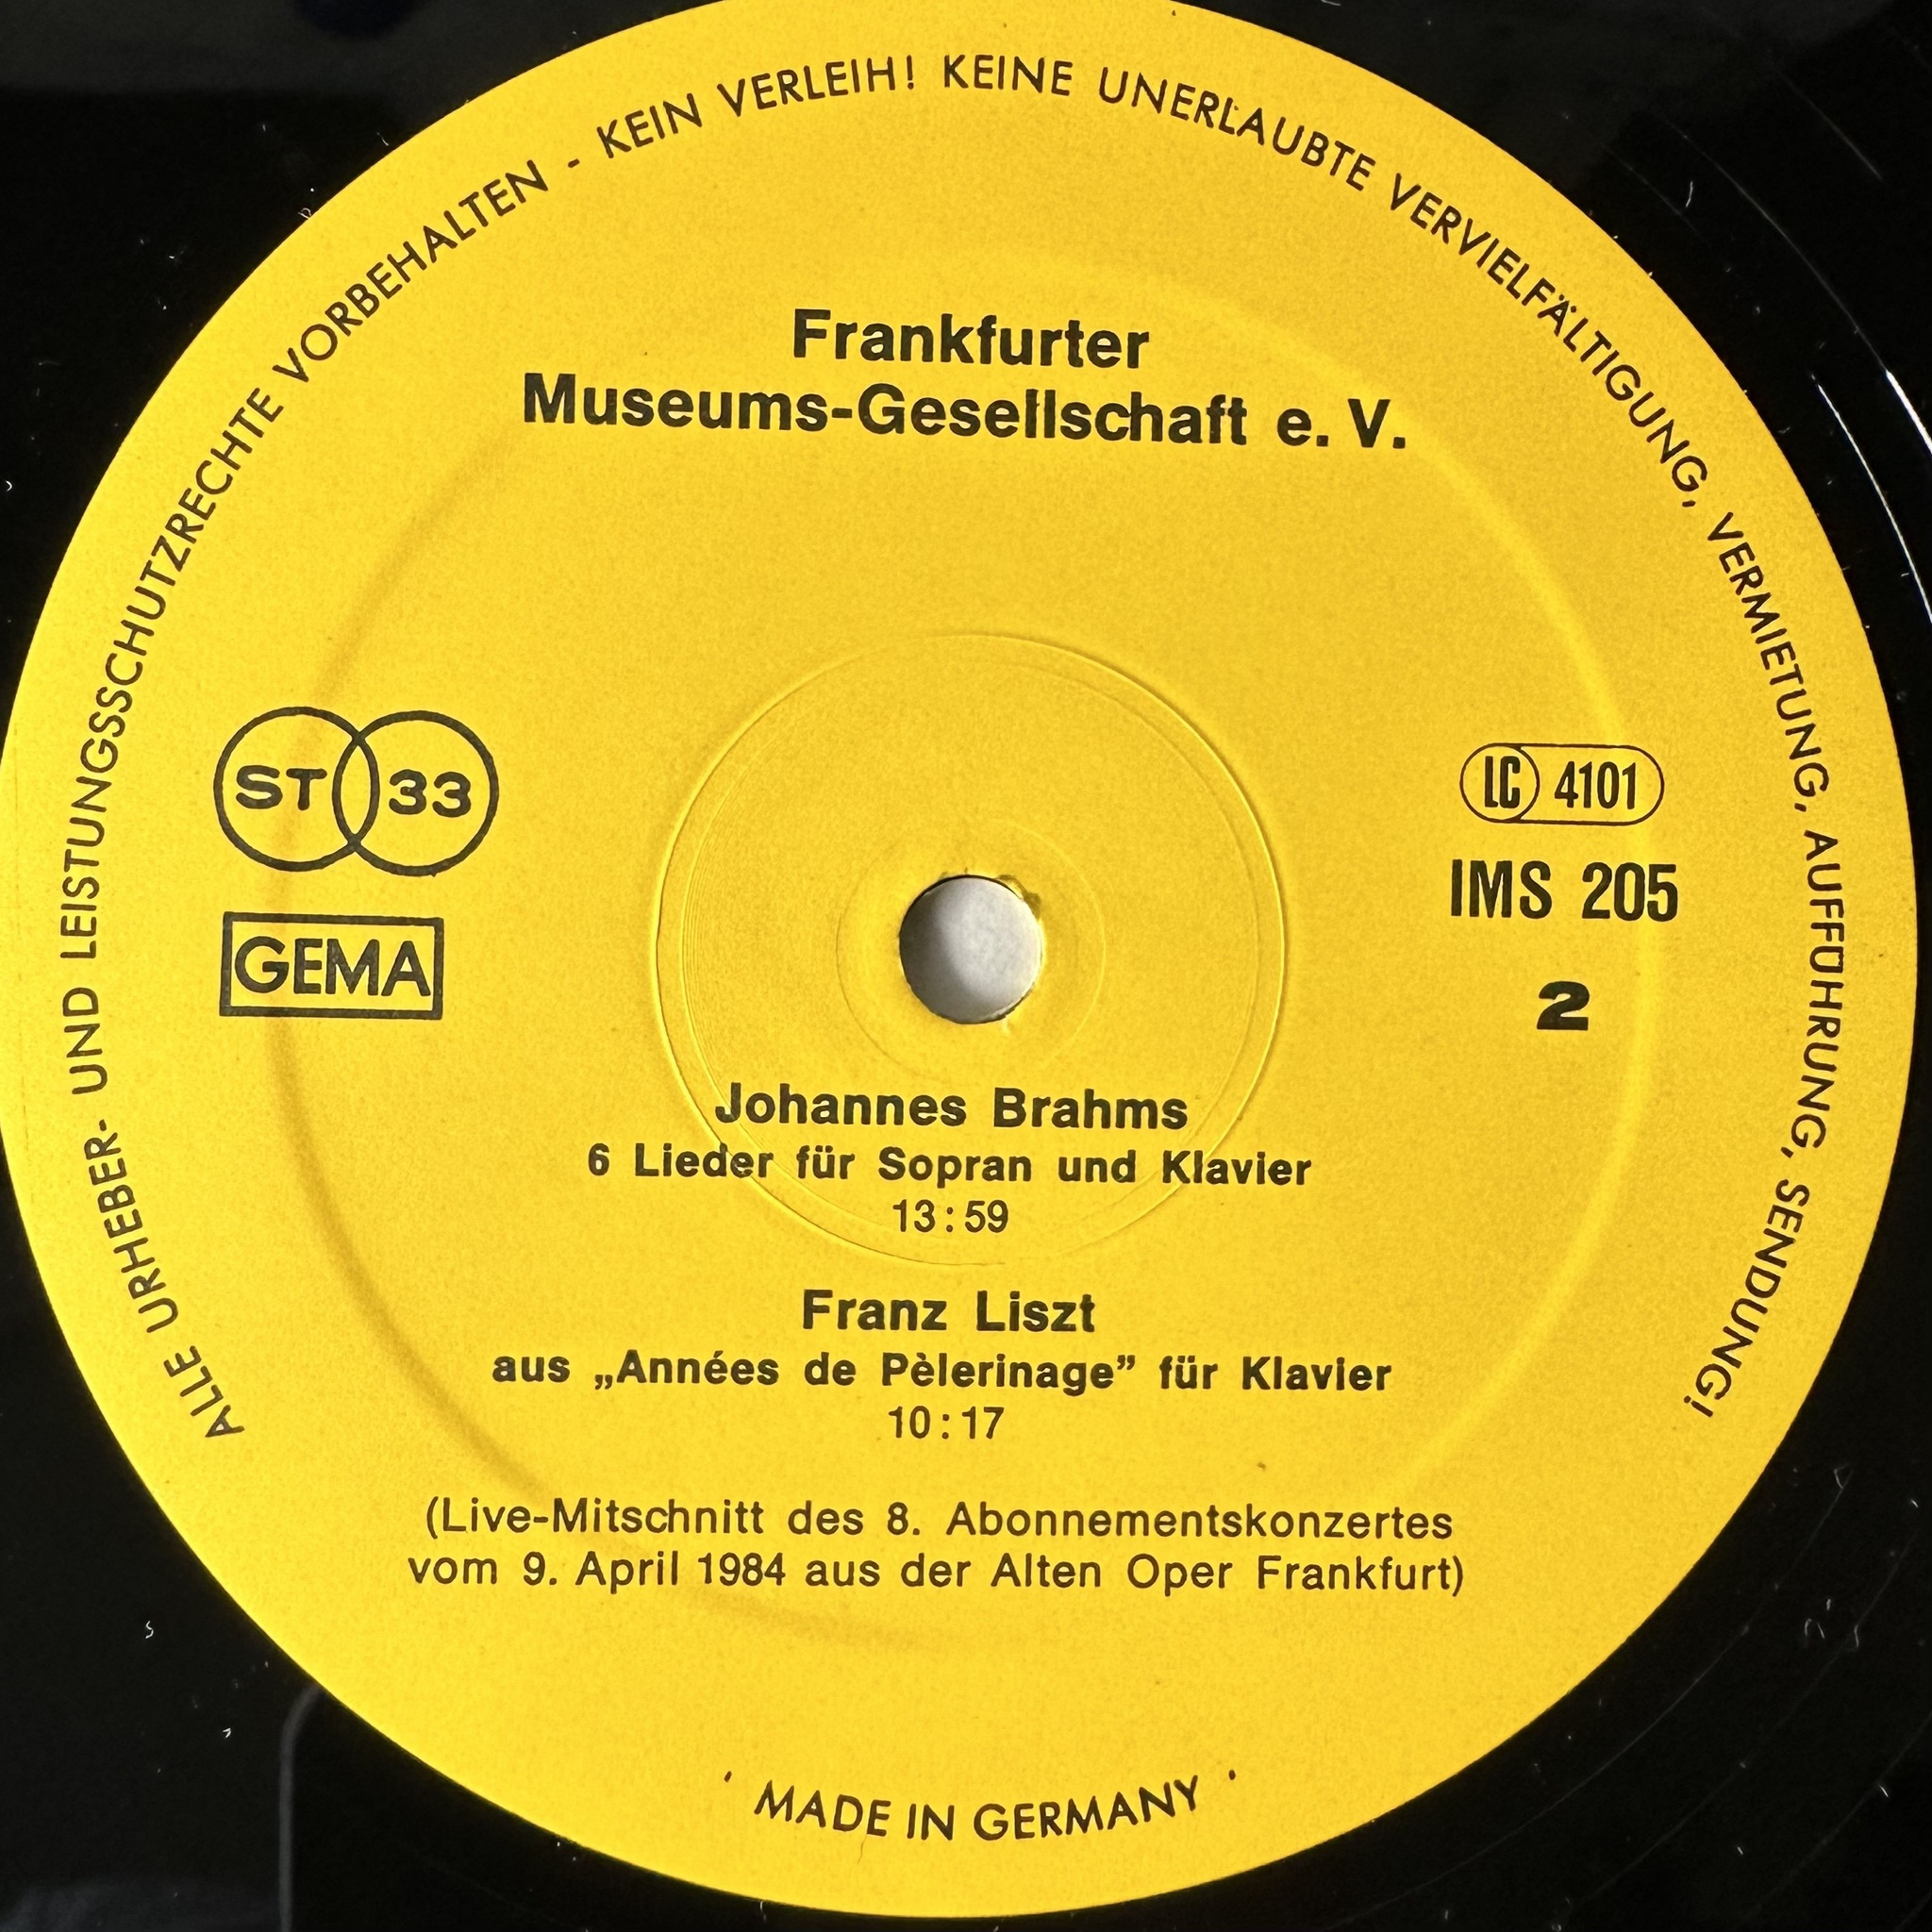 ALLE URHEBER- UND LEISTUNGSSCHUTZRECHTE VORBEHALTEN - KEIN VERLEIH! KEINE UNERLAUBTE VERVIELFÄLTIGUNG, VERMIETUNG, AUFFÜHRUNG, SENDUNG!
Frankfurter
Museums-Gesellschaft e. V.
ST 33
LC 4101
GEMA
IMS 205
2
Johannes Brahms
6 Lieder für Sopran und Klavier
13:59
Franz Liszt
aus „Années de Pèlerinage” für Klavier
10:17
(Live-Mitschnitt des 8. Abonnementskonzertes
vom 9. April 1984 aus der Alten Oper Frankfurt)
' MADE IN GERMANY '